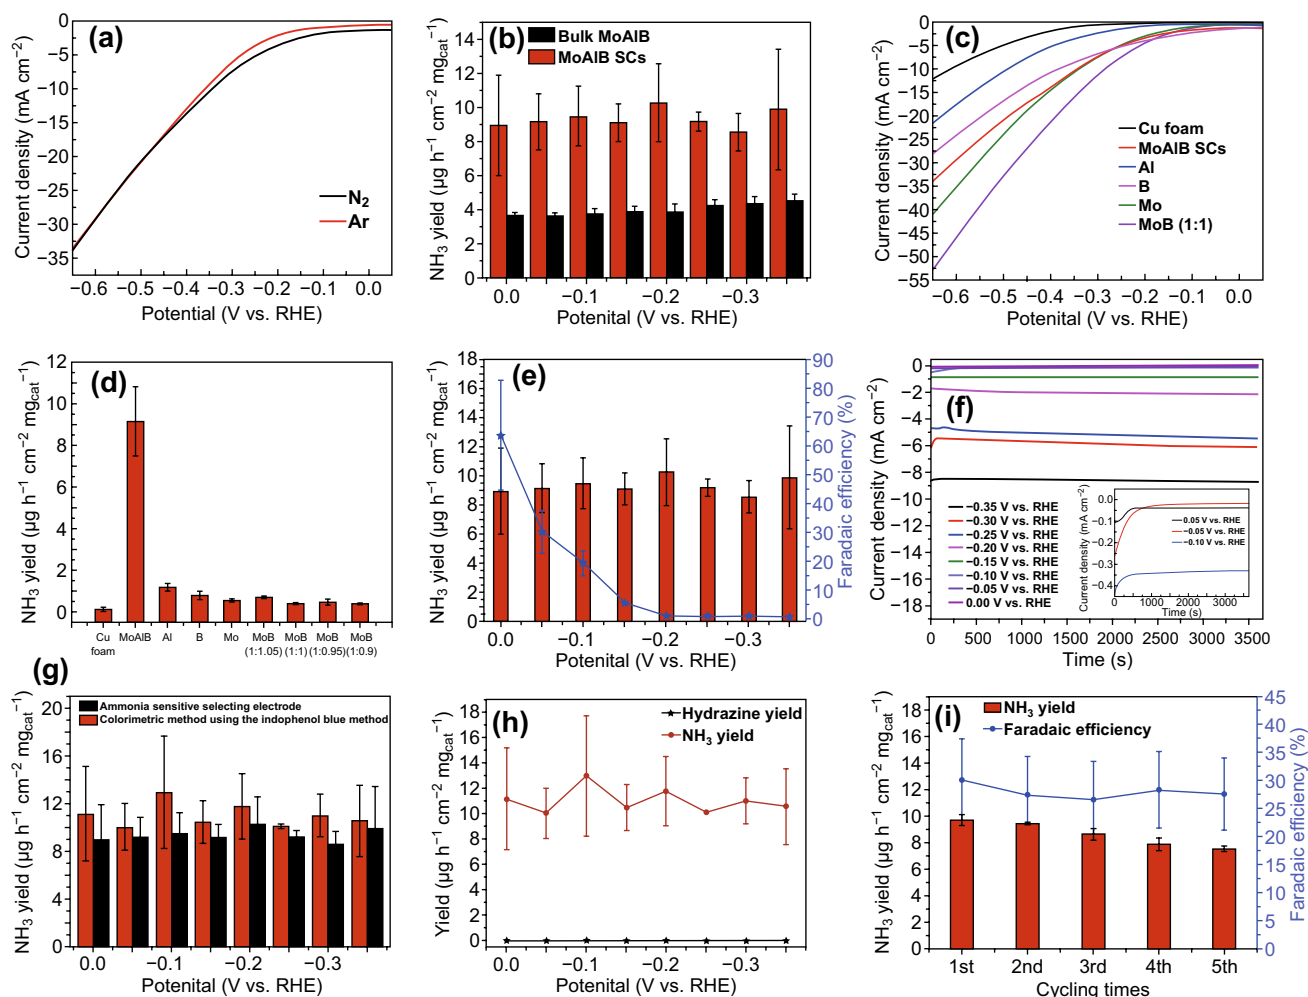 (a)
Current density (mA cm−2)
0
−5
−10
−15
−20
−25
−30
−35
N2
Ar
−0.6 −0.5 −0.4 −0.3 −0.2 −0.1 0.0
Potential (V vs. RHE)
(b)
NH3 yield (µg h−1 cm−2 mgcat−1)
14
12
10
8
6
4
2
0
Bulk MoAlB
MoAlB SCs
0.0 −0.1 −0.2 −0.3
Potenital (V vs. RHE)
(c)
Current density (mA cm−2)
0
−5
−10
−15
−20
−25
−30
−35
−40
−45
−50
−55
Cu foam
MoAlB SCs
Al
B
Mo
MoB (1:1)
−0.6 −0.5 −0.4 −0.3 −0.2 −0.1 0.0
Potenital (V vs. RHE)
(d)
NH3 yield (µg h−1 cm−2 mgcat−1)
12
10
8
6
4
2
0
Cu foam MoAlB Al B Mo MoB MoB MoB MoB
(1:1.05) (1:1) (1:0.95) (1:0.9)
(e)
NH3 yield (µg h−1 cm−2 mgcat−1)
18
16
14
12
10
8
6
4
2
0
90
80
70
60
50
40
30
20
10
0
Faradaic efficiency (%)
0.0 −0.1 −0.2 −0.3
Potenital (V vs. RHE)
(f)
Current density (mA cm−2)
0
−2
−4
−6
−8
−10
−12
−14
−16
−18
−0.35 V vs. RHE
−0.30 V vs. RHE
−0.25 V vs. RHE
−0.20 V vs. RHE
−0.15 V vs. RHE
−0.10 V vs. RHE
−0.05 V vs. RHE
0.00 V vs. RHE
Current density (mA cm−2)
0.0
−0.1
−0.2
−0.3
−0.4
0.05 V vs. RHE
−0.05 V vs. RHE
−0.10 V vs. RHE
0 1000 2000 3000
Time (s)
0 500 1000 1500 2000 2500 3000 3500
Time (s)
(g)
NH3 yield (µg h−1 cm−2 mgcat−1)
20
18
16
14
12
10
8
6
4
2
0
Ammonia sensitive selecting electrode
Colorimetric method using the indophenol blue method
0.0 −0.1 −0.2 −0.3
Potenital (V vs. RHE)
(h)
Yield (µg h−1 cm−2 mgcat−1)
18
16
14
12
10
8
6
4
2
0
Hydrazine yield
NH3 yield
0.0 −0.1 −0.2 −0.3
Potenital (V vs. RHE)
(i)
NH3 yield (µg h−1 cm−2 mgcat−1)
18
16
14
12
10
8
6
4
2
0
NH3 yield
Faradaic efficiency
45
40
35
30
25
20
15
10
5
0
Faradaic efficiency (%)
1st 2nd 3rd 4th 5th
Cycling times